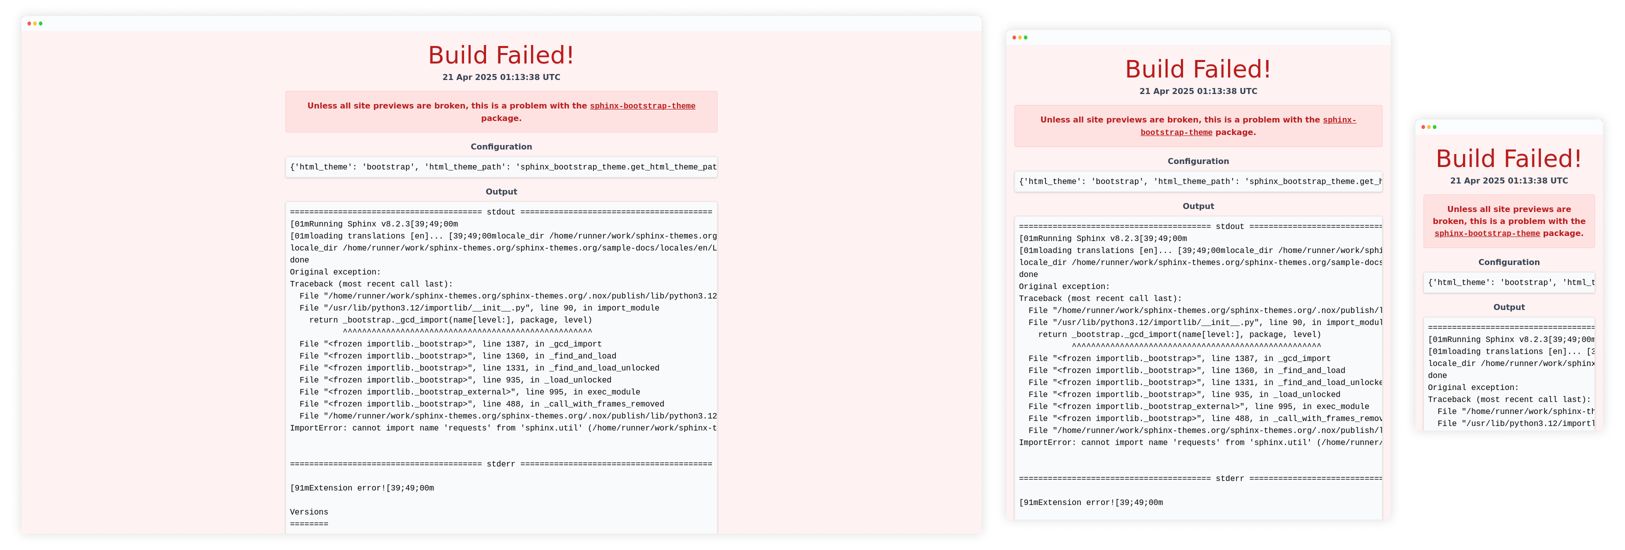 Build Failed!
21 Apr 2025 01:13:38 UTC
Unless all site previews are broken, this is a problem with the sphinx-bootstrap-theme
package.
Configuration
{'html_theme': 'bootstrap', 'html_theme_path': 'sphinx_bootstrap_theme.get_html_theme_pat
Output
======================================== stdout ========================================
[01mRunning Sphinx v8.2.3[39;49;00m
[01mloading translations [en]... [39;49;00mlocale_dir /home/runner/work/sphinx-themes.org
locale_dir /home/runner/work/sphinx-themes.org/sphinx-themes.org/sample-docs/locales/en/L
done
Original exception:
Traceback (most recent call last):
  File "/home/runner/work/sphinx-themes.org/sphinx-themes.org/.nox/publish/lib/python3.12
  File "/usr/lib/python3.12/importlib/__init__.py", line 90, in import_module
    return _bootstrap._gcd_import(name[level:], package, level)
           ^^^^^^^^^^^^^^^^^^^^^^^^^^^^^^^^^^^^^^^^^^^^^^^^^^^^
  File "<frozen importlib._bootstrap>", line 1387, in _gcd_import
  File "<frozen importlib._bootstrap>", line 1360, in _find_and_load
  File "<frozen importlib._bootstrap>", line 1331, in _find_and_load_unlocked
  File "<frozen importlib._bootstrap>", line 935, in _load_unlocked
  File "<frozen importlib._bootstrap_external>", line 995, in exec_module
  File "<frozen importlib._bootstrap>", line 488, in _call_with_frames_removed
  File "/home/runner/work/sphinx-themes.org/sphinx-themes.org/.nox/publish/lib/python3.12
ImportError: cannot import name 'requests' from 'sphinx.util' (/home/runner/work/sphinx-t
======================================== stderr ========================================
[91mExtension error![39;49;00m
Versions
========
Build Failed!
21 Apr 2025 01:13:38 UTC
Unless all site previews are broken, this is a problem with the sphinx-
bootstrap-theme package.
Configuration
{'html_theme': 'bootstrap', 'html_theme_path': 'sphinx_bootstrap_theme.get_h
Output
======================================== stdout ============================
[01mRunning Sphinx v8.2.3[39;49;00m
[01mloading translations [en]... [39;49;00mlocale_dir /home/runner/work/sphi
locale_dir /home/runner/work/sphinx-themes.org/sphinx-themes.org/sample-docs
done
Original exception:
Traceback (most recent call last):
  File "/home/runner/work/sphinx-themes.org/sphinx-themes.org/.nox/publish/l
  File "/usr/lib/python3.12/importlib/__init__.py", line 90, in import_modul
    return _bootstrap._gcd_import(name[level:], package, level)
           ^^^^^^^^^^^^^^^^^^^^^^^^^^^^^^^^^^^^^^^^^^^^^^^^^^^^
  File "<frozen importlib._bootstrap>", line 1387, in _gcd_import
  File "<frozen importlib._bootstrap>", line 1360, in _find_and_load
  File "<frozen importlib._bootstrap>", line 1331, in _find_and_load_unlocke
  File "<frozen importlib._bootstrap>", line 935, in _load_unlocked
  File "<frozen importlib._bootstrap_external>", line 995, in exec_module
  File "<frozen importlib._bootstrap>", line 488, in _call_with_frames_remov
  File "/home/runner/work/sphinx-themes.org/sphinx-themes.org/.nox/publish/l
ImportError: cannot import name 'requests' from 'sphinx.util' (/home/runner/
======================================== stderr ============================
[91mExtension error![39;49;00m
Build Failed!
21 Apr 2025 01:13:38 UTC
Unless all site previews are
broken, this is a problem with the
sphinx-bootstrap-theme package.
Configuration
{'html_theme': 'bootstrap', 'html_t
Output
===================================
[01mRunning Sphinx v8.2.3[39;49;00m
[01mloading translations [en]... [3
locale_dir /home/runner/work/sphinx
done
Original exception:
Traceback (most recent call last):
  File "/home/runner/work/sphinx-th
  File "/usr/lib/python3.12/importl